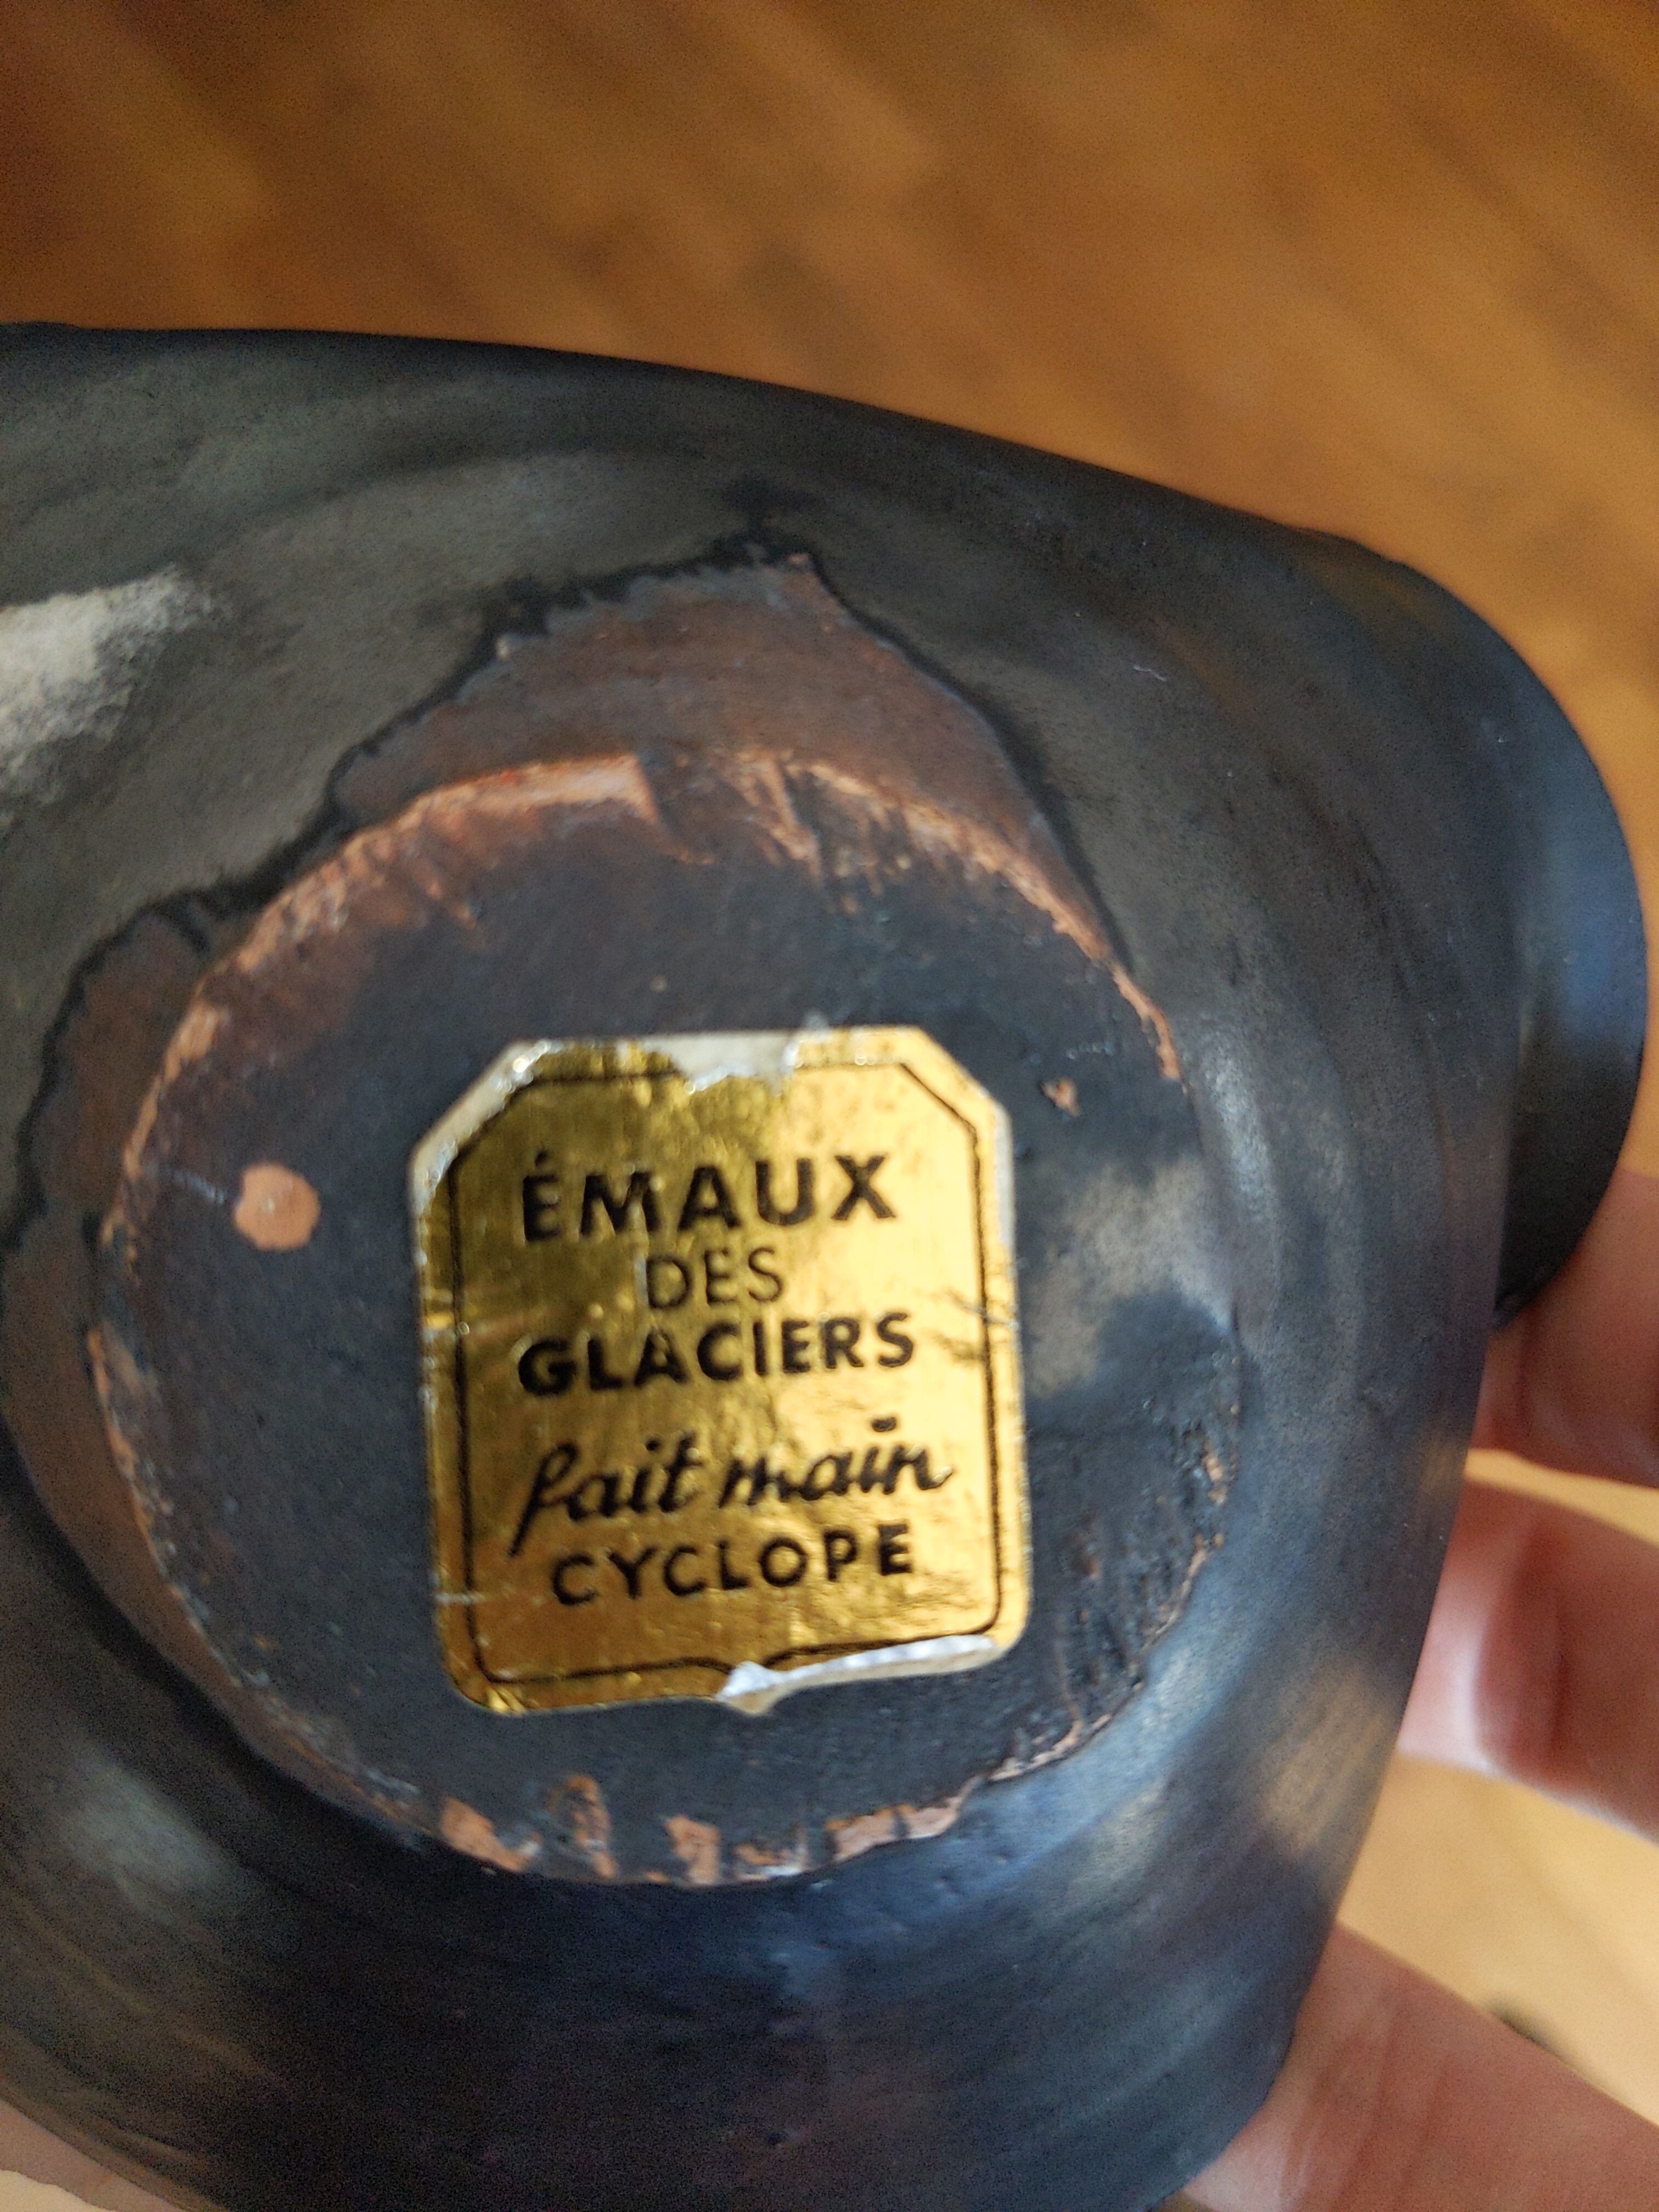 ÉMAUX
DES
GLACIERS
fait main
CYCLOPE